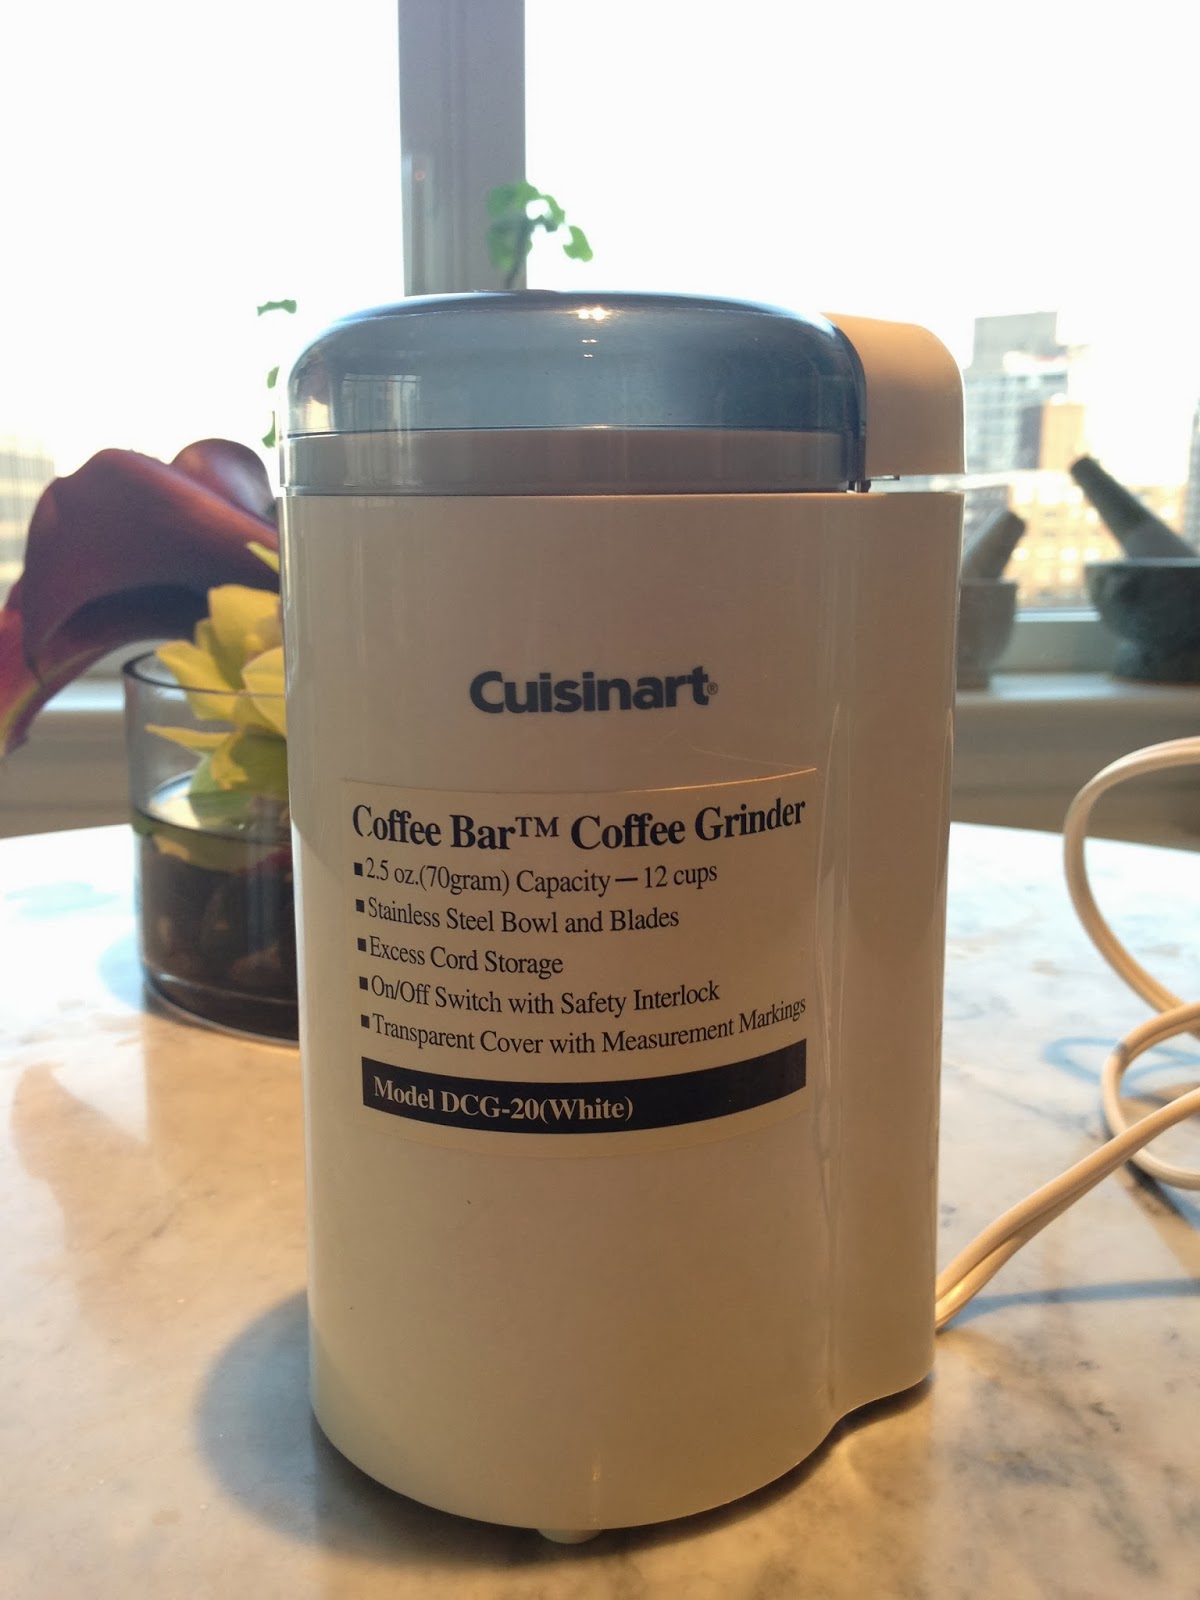 Cuisinart®
Coffee Bar™ Coffee Grinder
■2.5 oz.(70gram) Capacity — 12 cups
■Stainless Steel Bowl and Blades
■Excess Cord Storage
■On/Off Switch with Safety Interlock
■Transparent Cover with Measurement Markings
Model DCG-20(White)